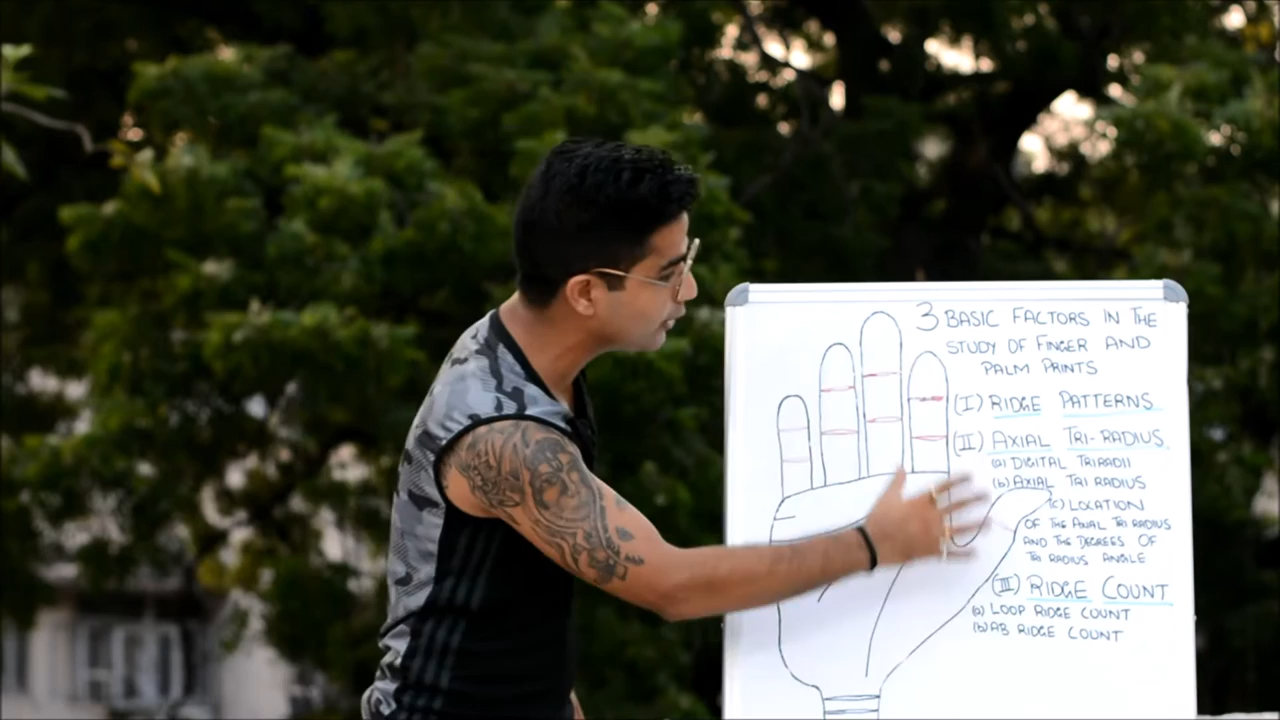 3 BASIC FACTORS IN THE
STUDY OF FINGER AND
PALM PRINTS
(I) RIDGE PATTERNS
(II) AXIAL TRI-RADIUS
(a) DIGITAL TRIRADII
(b) AXIAL TRI RADIUS
(c) LOCATION
OF THE AXIAL TRI RADIUS
AND THE DEGREES OF
TRI RADIUS ANGLE
(III) RIDGE COUNT
(a) LOOP RIDGE COUNT
(b) AB RIDGE COUNT